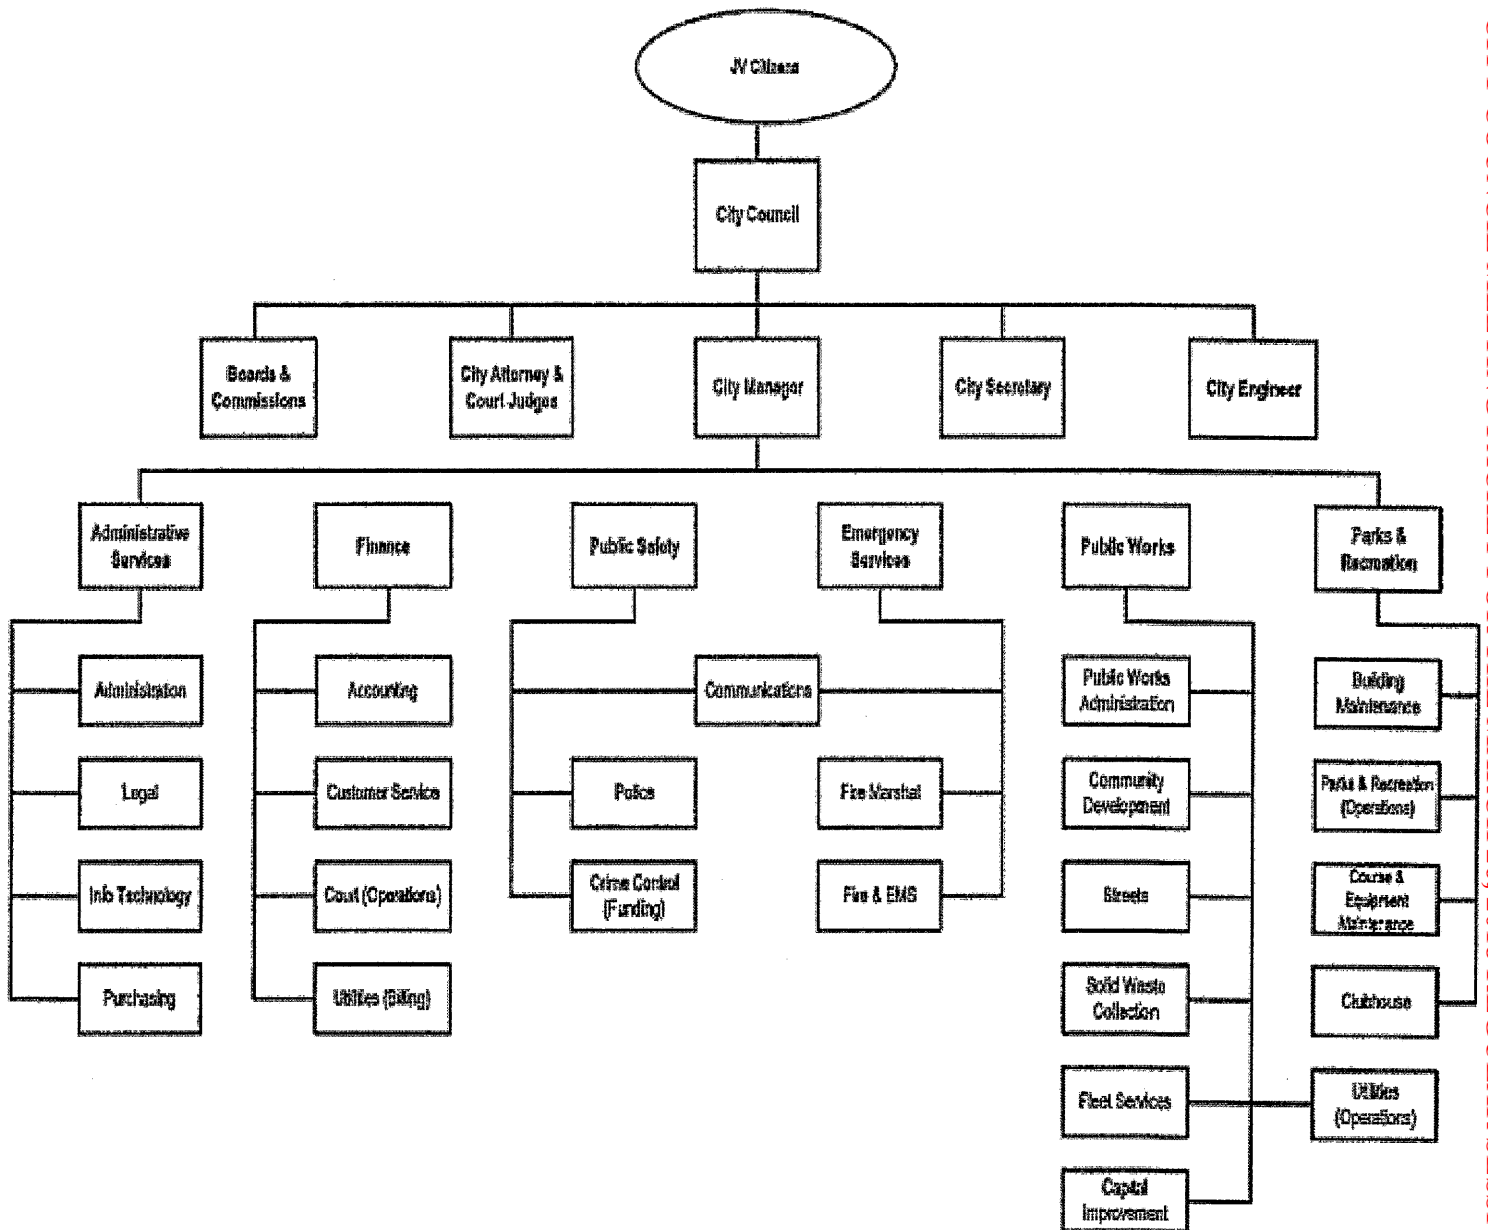 JV Citizens
City Council
Boards &
Commissions
City Attorney &
Court Judges
City Manager
City Secretary
City Engineer
Administrative
Services
Finance
Public Safety
Emergency
Services
Public Works
Parks &
Recreation
Administration
Accounting
Communications
Public Works
Administration
Building
Maintenance
Legal
Customer Service
Police
Fire Marshal
Community
Development
Parks & Recreation
(Operations)
Info Technology
Court (Operations)
Crime Control
(Funding)
Fire & EMS
Streets
Course &
Equipment
Maintenance
Purchasing
Utilities (Billing)
Solid Waste
Collection
Clubhouse
Fleet Services
Utilities
(Operations)
Capital
Improvement